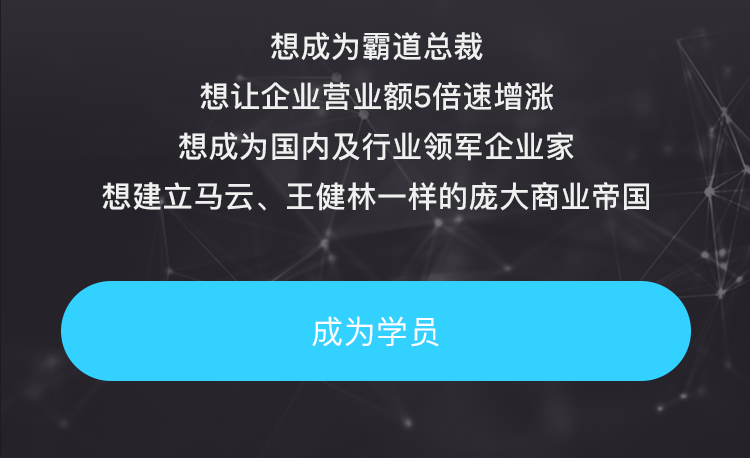 想成为霸道总裁
想让企业营业额5倍速增涨
想成为国内及行业领军企业家
想建立马云、王健林一样的庞大商业帝国
成为学员